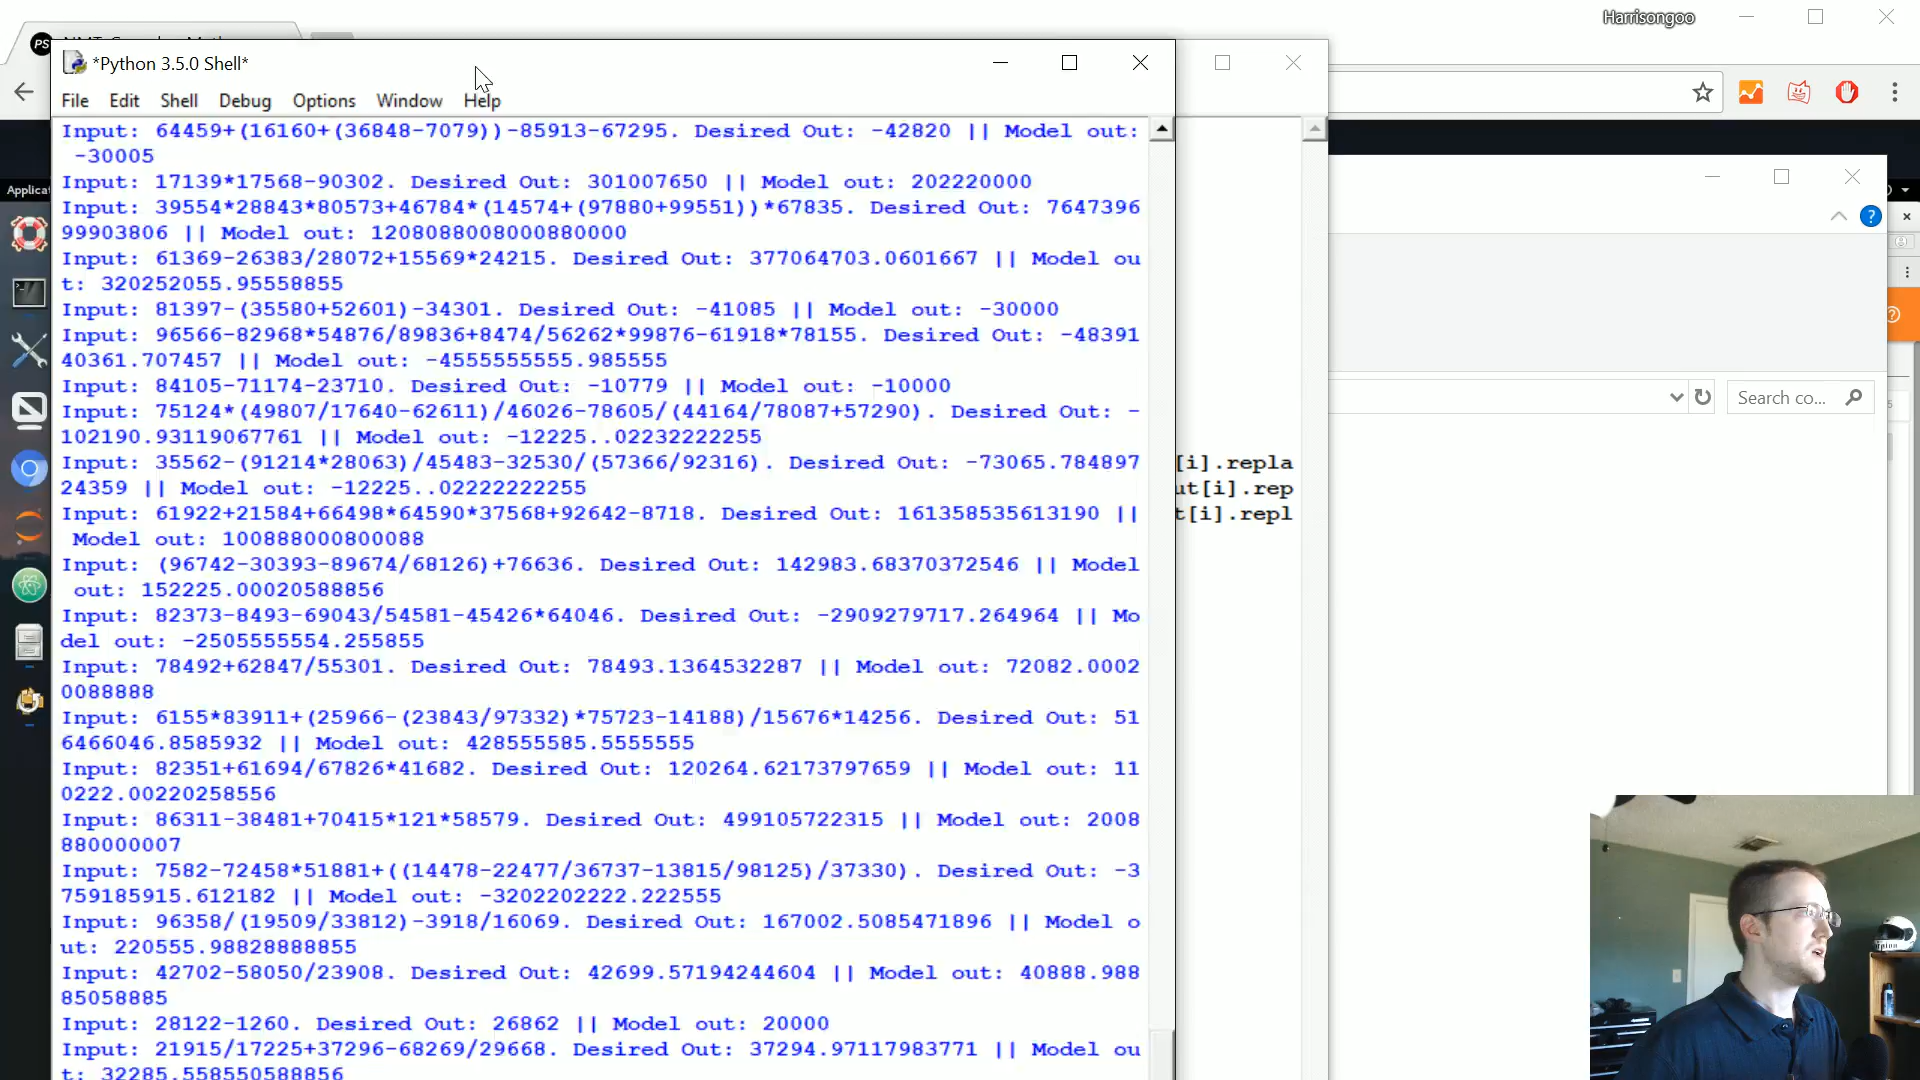 Harrisongoo
PS
*Python 3.5.0 Shell*
File Edit Shell Debug Options Window Help
Input: 64459+(16160+(36848-7079))-85913-67295. Desired Out: -42820 || Model out:
-30005
Input: 17139*17568-90302. Desired Out: 301007650 || Model out: 202220000
Input: 39554*28843*80573+46784*(14574+(97880+99551))*67835. Desired Out: 7647396
99903806 || Model out: 1208088008000880000
Input: 61369-26383/28072+15569*24215. Desired Out: 377064703.0601667 || Model ou
t: 320252055.95558855
Input: 81397-(35580+52601)-34301. Desired Out: -41085 || Model out: -30000
Input: 96566-82968*54876/89836+8474/56262*99876-61918*78155. Desired Out: -48391
40361.707457 || Model out: -4555555555.985555
Input: 84105-71174-23710. Desired Out: -10779 || Model out: -10000
Input: 75124*(49807/17640-62611)/46026-78605/(44164/78087+57290). Desired Out: -
102190.93119067761 || Model out: -12225..02232222255
Input: 35562-(91214*28063)/45483-32530/(57366/92316). Desired Out: -73065.784897
24359 || Model out: -12225..02222222255
Input: 61922+21584+66498*64590*37568+92642-8718. Desired Out: 161358535613190 ||
Model out: 100888000800088
Input: (96742-30393-89674/68126)+76636. Desired Out: 142983.68370372546 || Model
out: 152225.00020588856
Input: 82373-8493-69043/54581-45426*64046. Desired Out: -2909279717.264964 || Mo
del out: -2505555554.255855
Input: 78492+62847/55301. Desired Out: 78493.1364532287 || Model out: 72082.0002
0088888
Input: 6155*83911+(25966-(23843/97332)*75723-14188)/15676*14256. Desired Out: 51
6466046.8585932 || Model out: 428555585.5555555
Input: 82351+61694/67826*41682. Desired Out: 120264.62173797659 || Model out: 11
0222.00220258556
Input: 86311-38481+70415*121*58579. Desired Out: 499105722315 || Model out: 2008
880000007
Input: 7582-72458*51881+((14478-22477/36737-13815/98125)/37330). Desired Out: -3
759185915.612182 || Model out: -3202202222.222555
Input: 96358/(19509/33812)-3918/16069. Desired Out: 167002.5085471896 || Model o
ut: 220555.98828888855
Input: 42702-58050/23908. Desired Out: 42699.57194244604 || Model out: 40888.988
85058885
Input: 28122-1260. Desired Out: 26862 || Model out: 20000
Input: 21915/17225+37296-68269/29668. Desired Out: 37294.97117983771 || Model ou
t: 32285.558550588856
[i].repla
ut[i].rep
t[i].repl
Search co...
Applicat